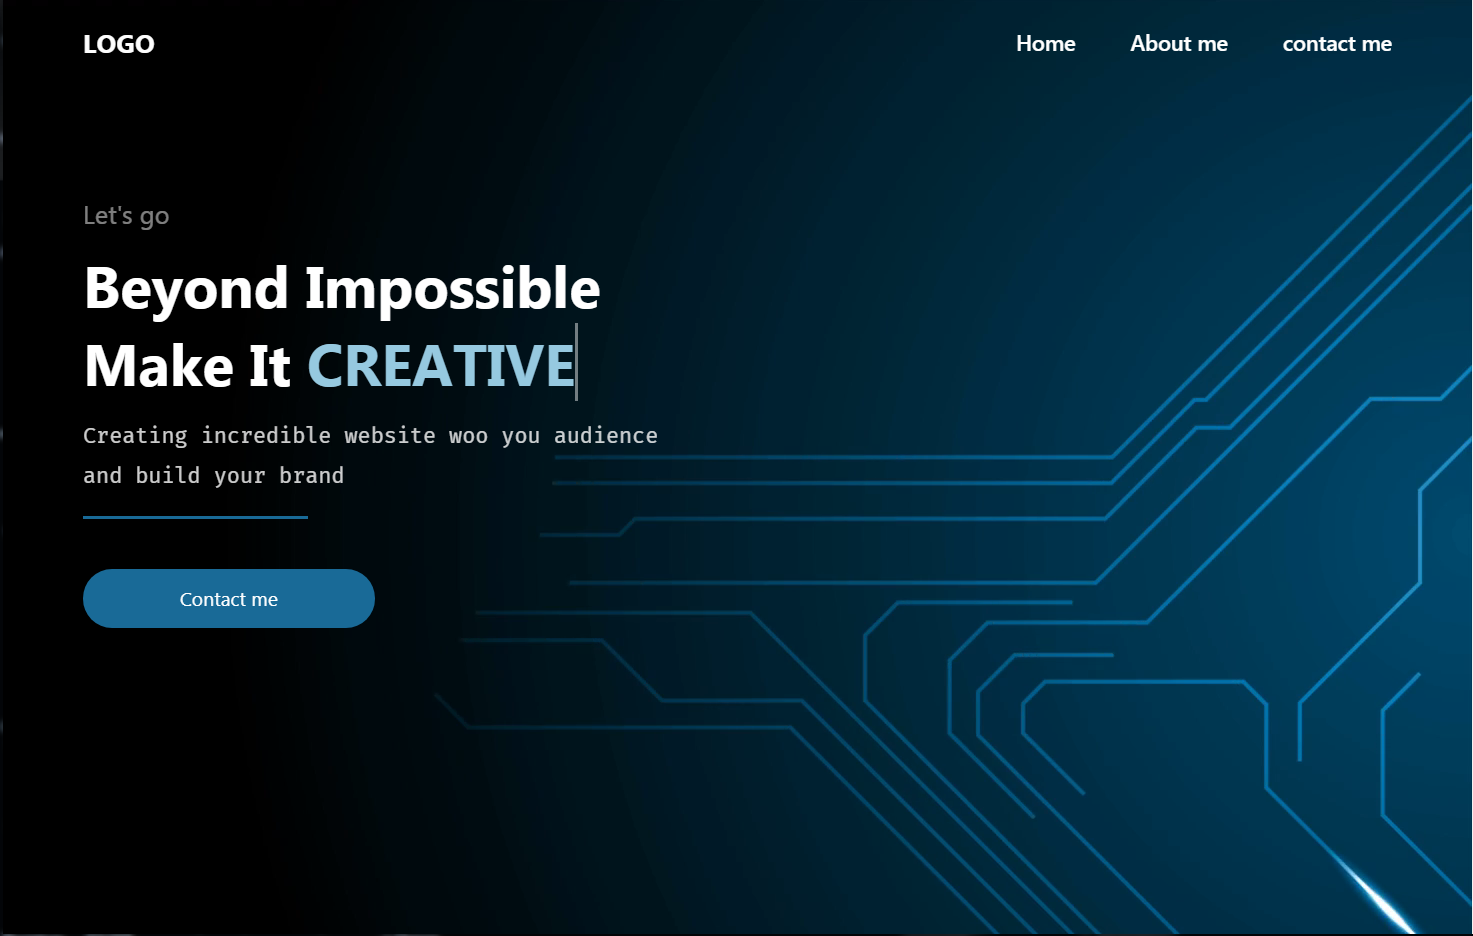 LOGO
Home
About me
contact me
Let's go
Beyond Impossible
Make It CREATIVE
Creating incredible website woo you audience
and build your brand
Contact me